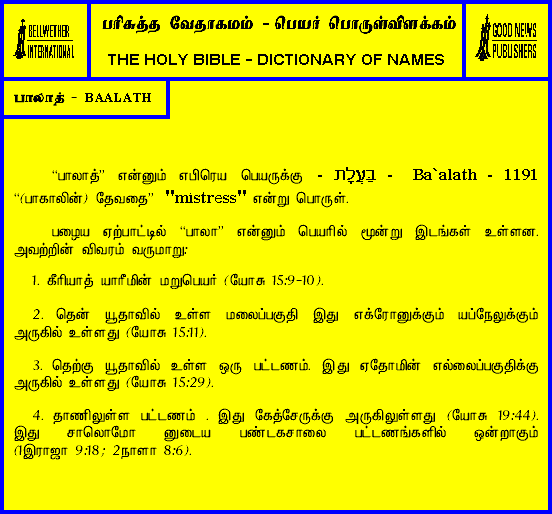 BELLWETHER
INTERNATIONAL
பரிசுத்த வேதாகமம் - பெயர் பொருள்விளக்கம்
THE HOLY BIBLE - DICTIONARY OF NAMES
GOOD NEWS
PUBLISHERS
பாலாத் - BAALATH
“பாலாத்” என்னும் எபிரெய பெயருக்கு - בַּעֲלָת - Ba`alath - 1191
“(பாகாலின்) தேவதை” "mistress" என்று பொருள்.
பழைய ஏற்பாட்டில் “பாலா” என்னும் பெயரில் மூன்று இடங்கள் உள்ளன.
அவற்றின் விவரம் வருமாறு:
1. கீரியாத் யாரீமின் மறுபெயர் (யோசு 15:9-10).
2. தென் யூதாவில் உள்ள மலைப்பகுதி இது எக்ரோனுக்கும் யப்நேலுக்கும்
அருகில் உள்ளது (யோசு 15:11).
3. தெற்கு யூதாவில் உள்ள ஒரு பட்டணம். இது ஏதோமின் எல்லைப்பகுதிக்கு
அருகில் உள்ளது (யோசு 15:29).
4. தாணிலுள்ள பட்டணம் . இது கேத்சேருக்கு அருகிலுள்ளது (யோசு 19:44).
இது சாலொமோ னுடைய பண்டகசாலை பட்டணங்களில் ஒன்றாகும்
(1இராஜா 9:18; 2நாளா 8:6).